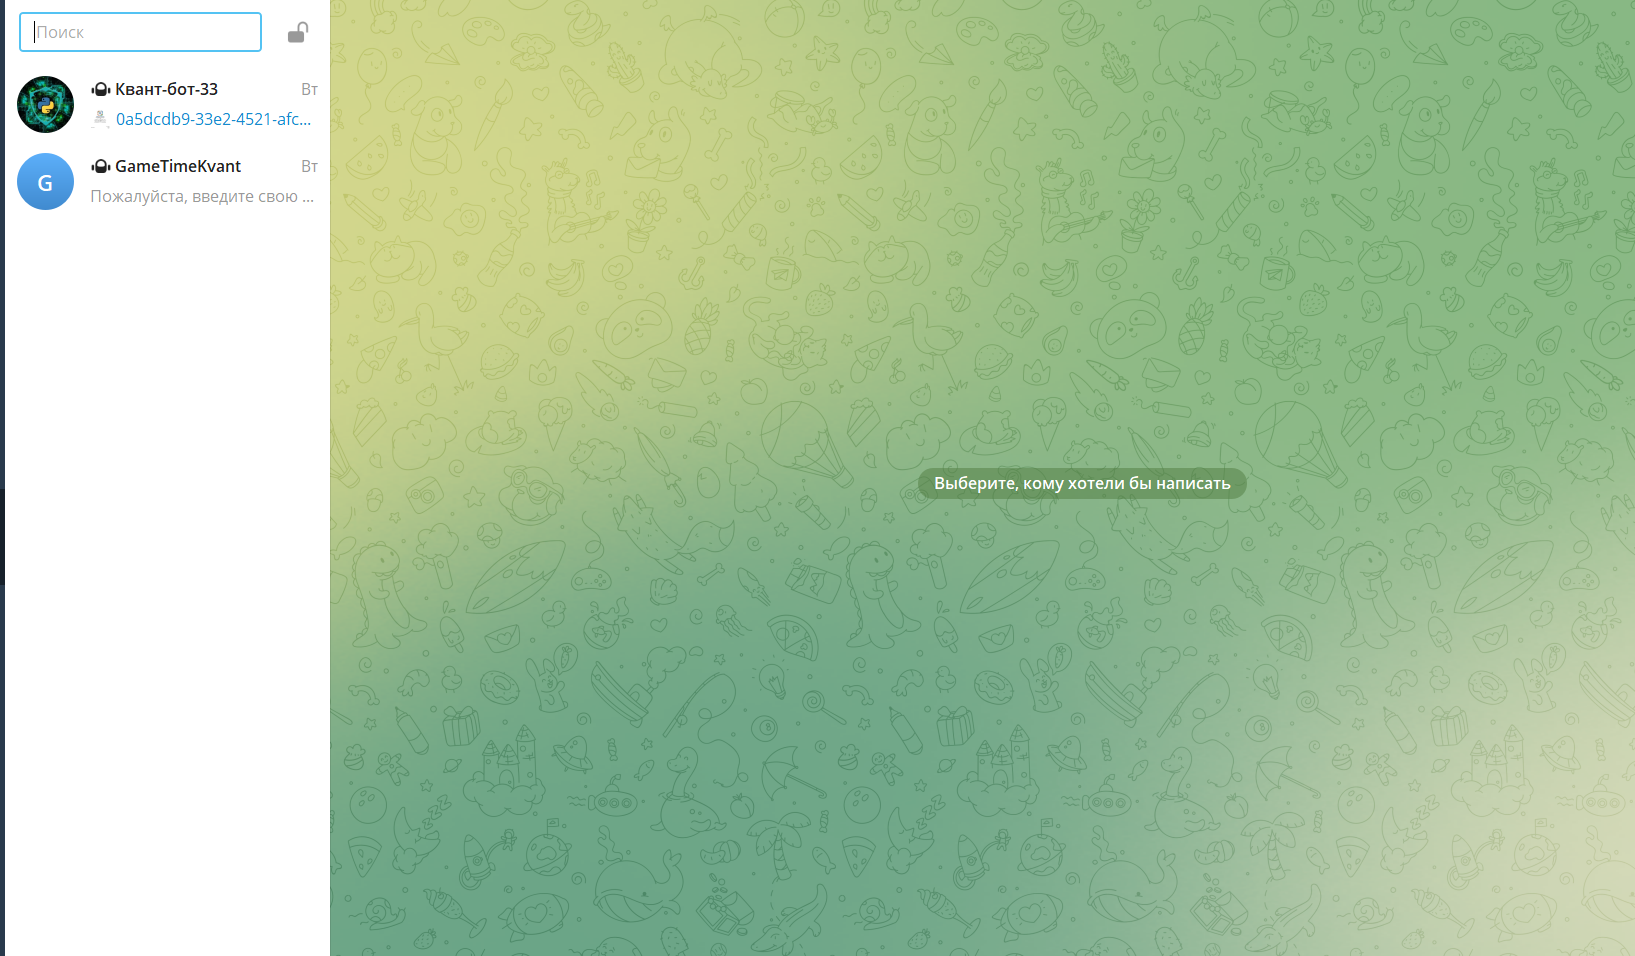 Поиск
Квант-бот-33 Вт
0a5dcdb9-33e2-4521-afc...
G
GameTimeKvant Вт
Пожалуйста, введите свою ...
Выберите, кому хотели бы написать